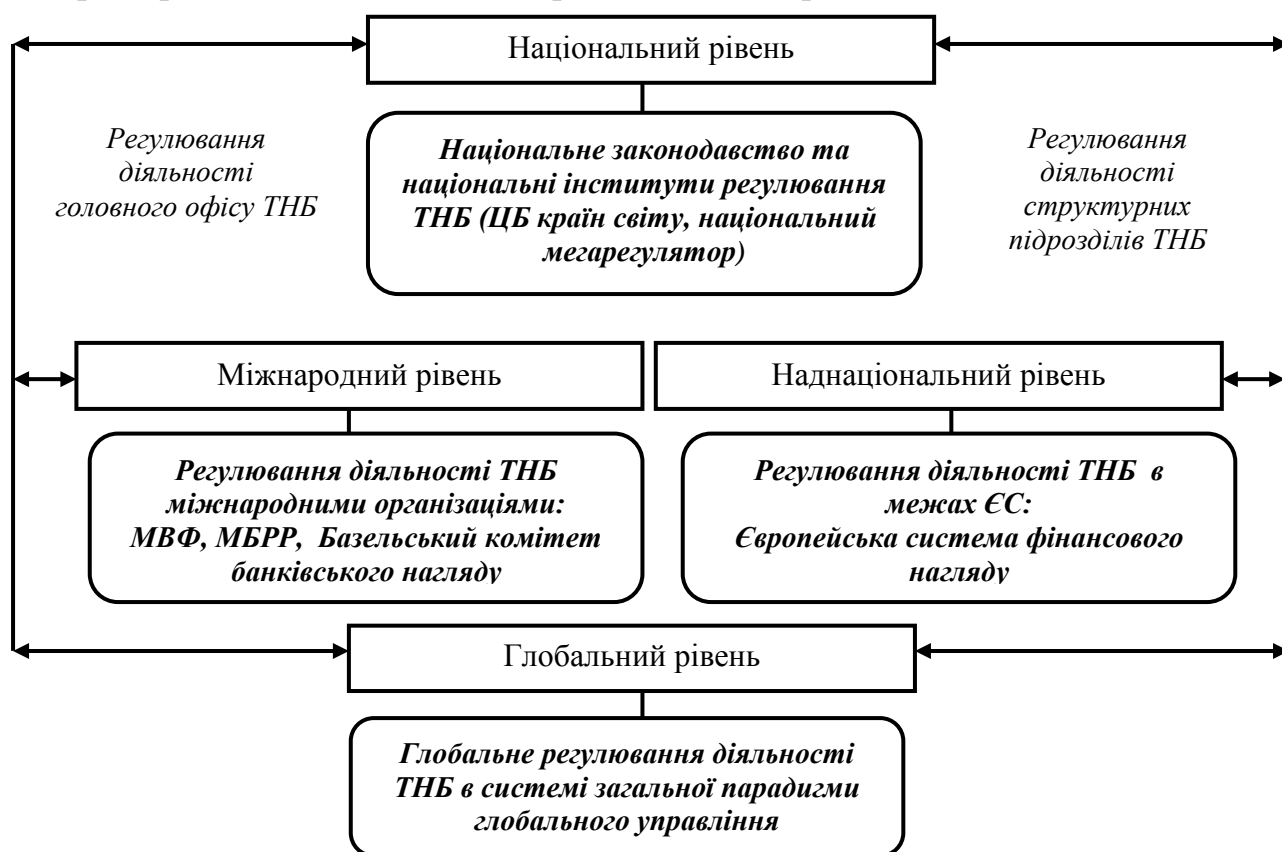 Національний рівень
Регулювання
діяльності
головного офісу ТНБ
Національне законодавство та
національні інститути регулювання
ТНБ (ЦБ країн світу, національний
мегарегулятор)
Регулювання
діяльності
структурних
підрозділів ТНБ
Міжнародний рівень
Наднаціональний рівень
Регулювання діяльності ТНБ
міжнародними організаціями:
МВФ, МБРР, Базельський комітет
банківського нагляду
Регулювання діяльності ТНБ в
межах ЄС:
Європейська система фінансового
нагляду
Глобальний рівень
Глобальне регулювання діяльності
ТНБ в системі загальної парадигми
глобального управління